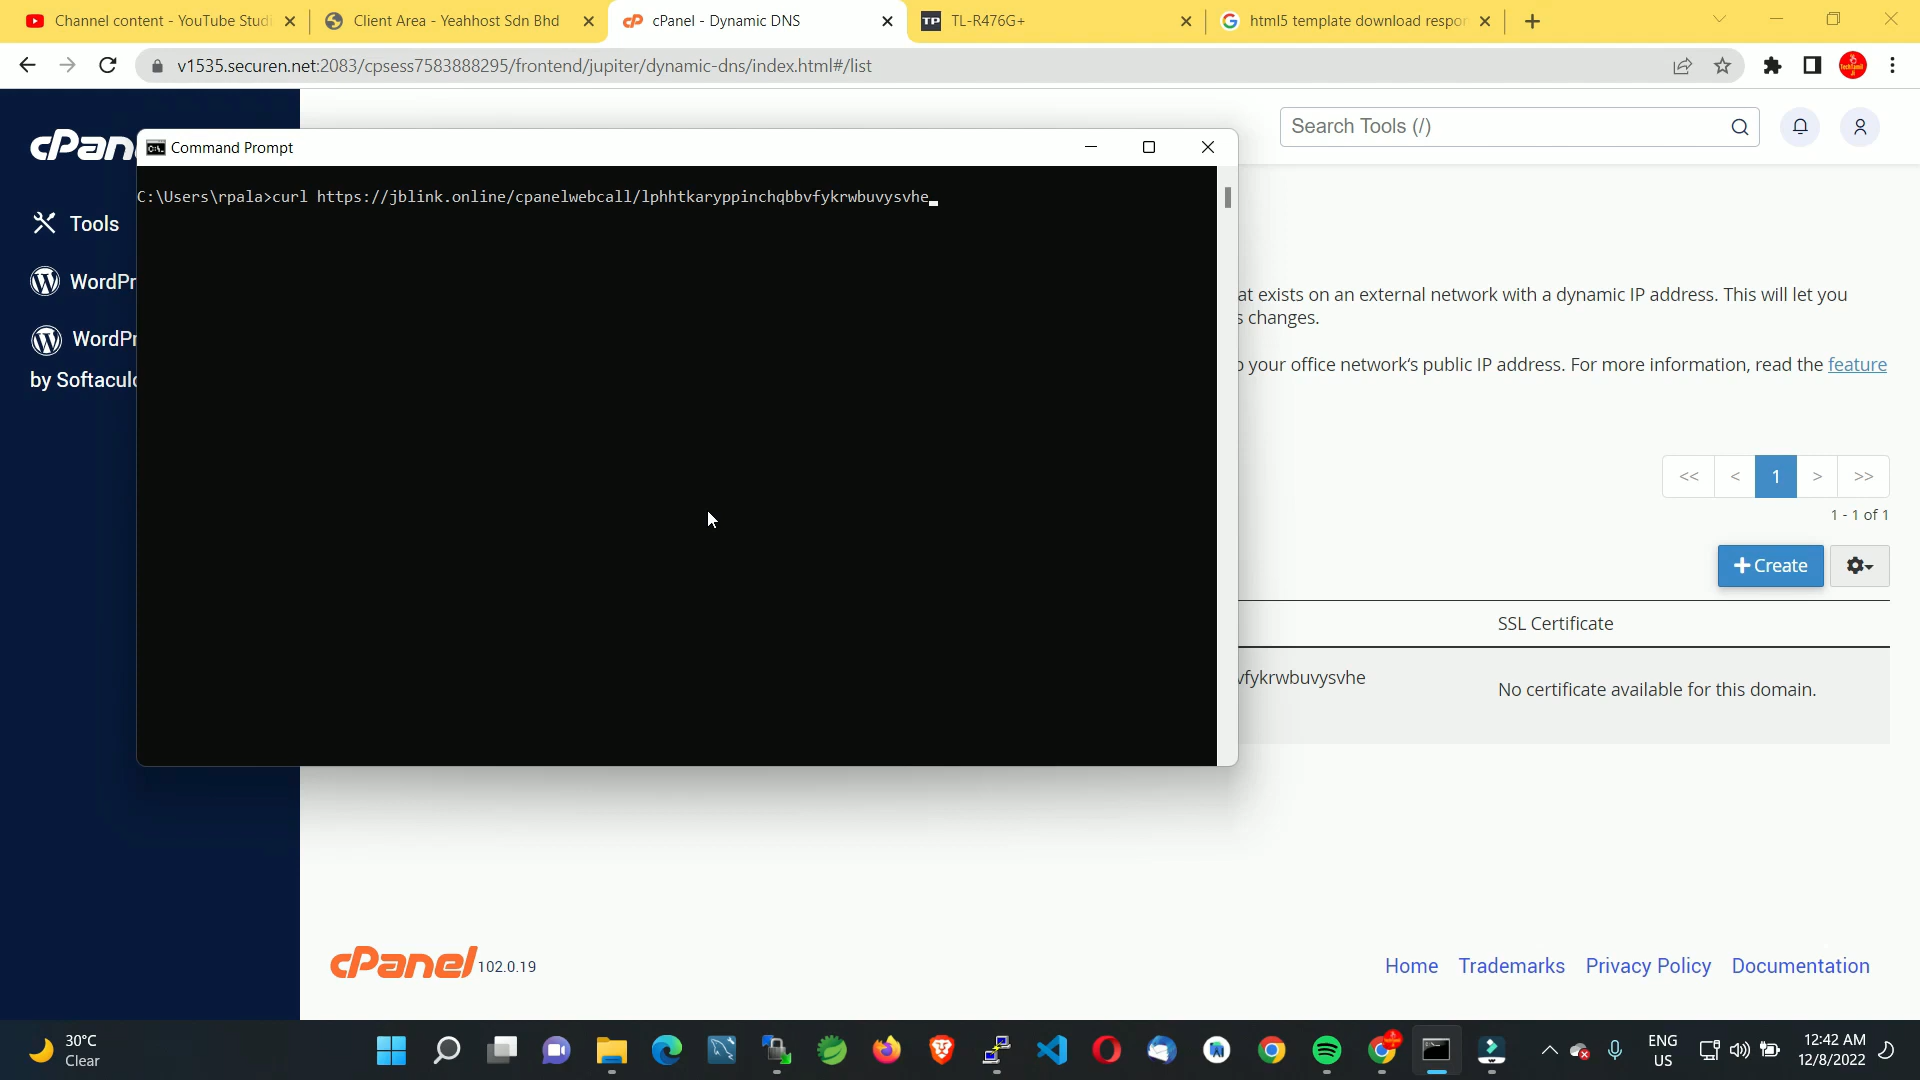 Channel content - YouTube Studi
Client Area - Yeahhost Sdn Bhd
cPanel - Dynamic DNS
TP TL-R476G+
html5 template download respon
v1535.securen.net:2083/cpsess7583888295/frontend/jupiter/dynamic-dns/index.html#/list
cPan
Search Tools (/)
Command Prompt
C:\Users\rpala>curl https://jblink.online/cpanelwebcall/lphhtkaryppinchqbbvfykrwbuvysvhe
Tools
WordPr
WordPr
by Softaculo
at exists on an external network with a dynamic IP address. This will let you
s changes.
o your office network's public IP address. For more information, read the feature
<< < 1 > >>
1 - 1 of 1
+ Create
SSL Certificate
vfykrwbuvysvhe
No certificate available for this domain.
cPanel 102.0.19
Home Trademarks Privacy Policy Documentation
30°C
Clear
ENG
US
12:42 AM
12/8/2022